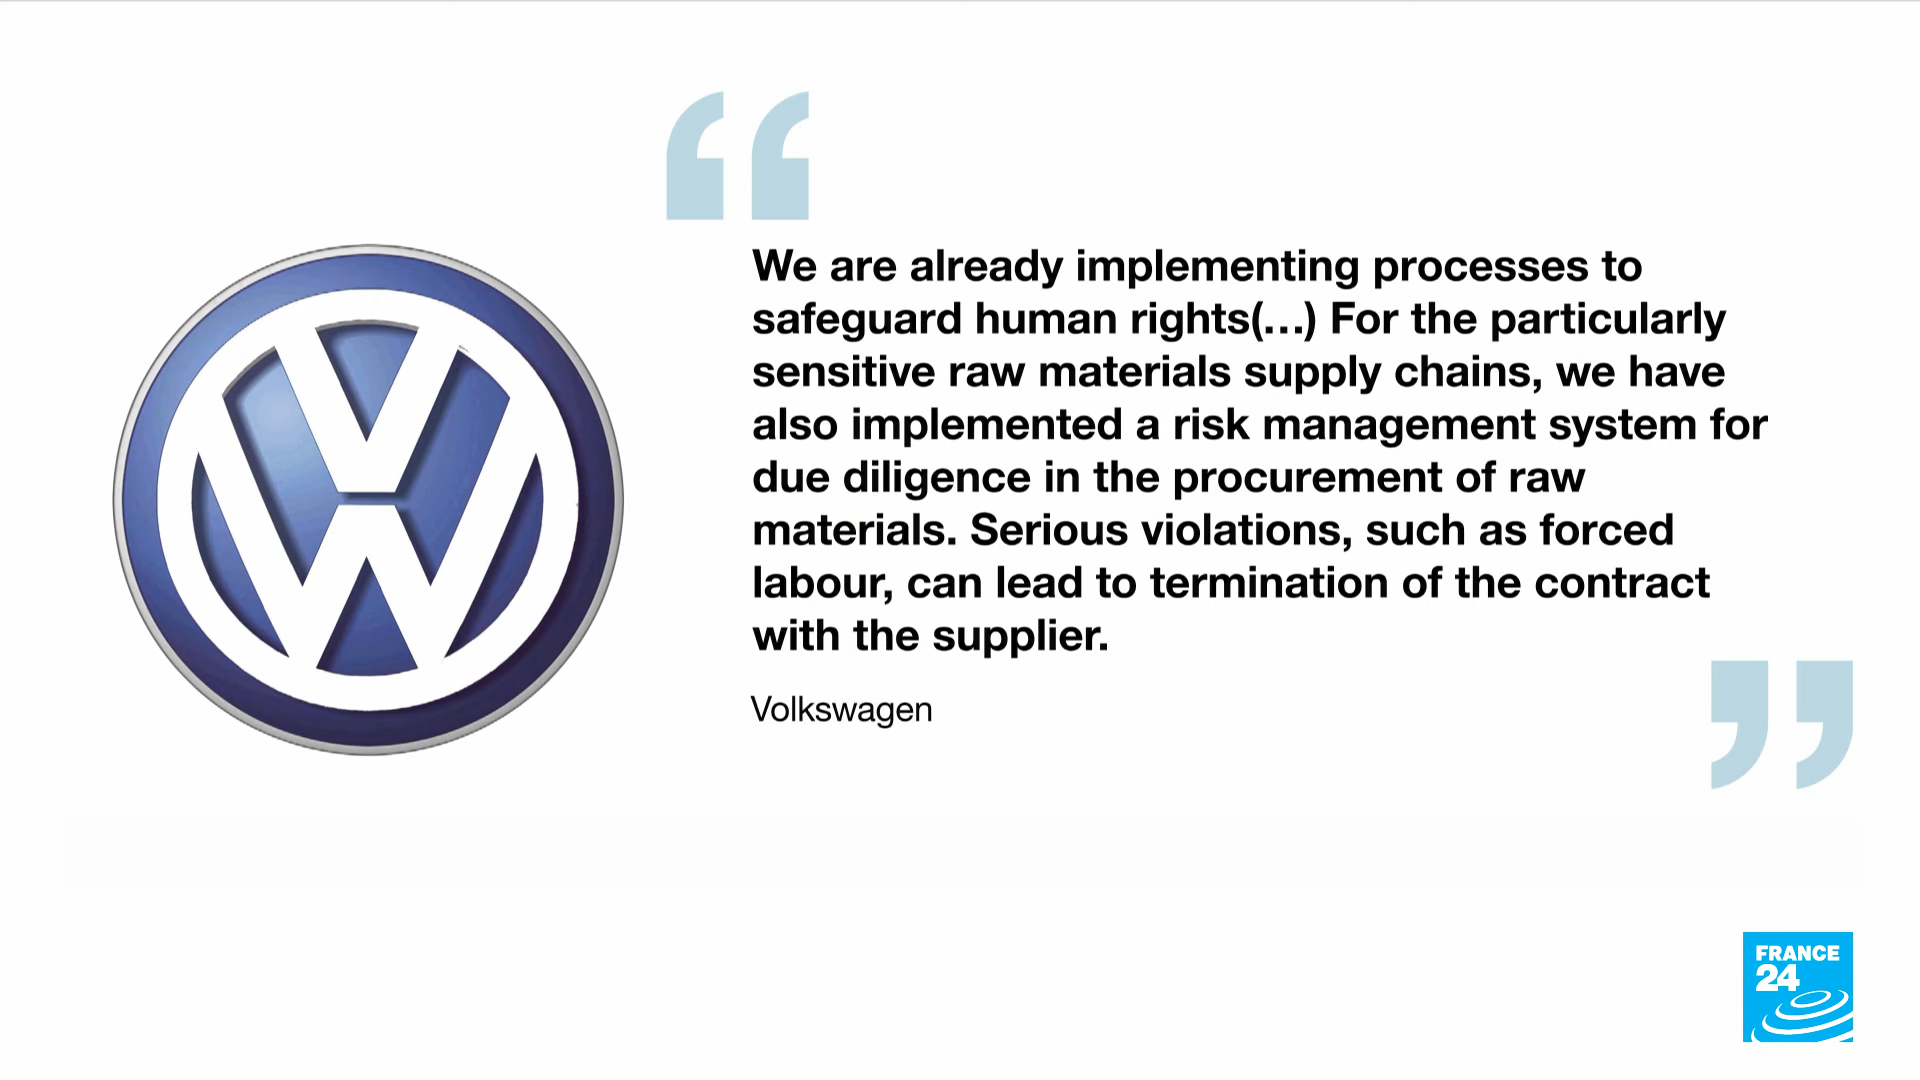 We are already implementing processes to
safeguard human rights(…) For the particularly
sensitive raw materials supply chains, we have
also implemented a risk management system for
due diligence in the procurement of raw
materials. Serious violations, such as forced
labour, can lead to termination of the contract
with the supplier.
Volkswagen
FRANCE
24